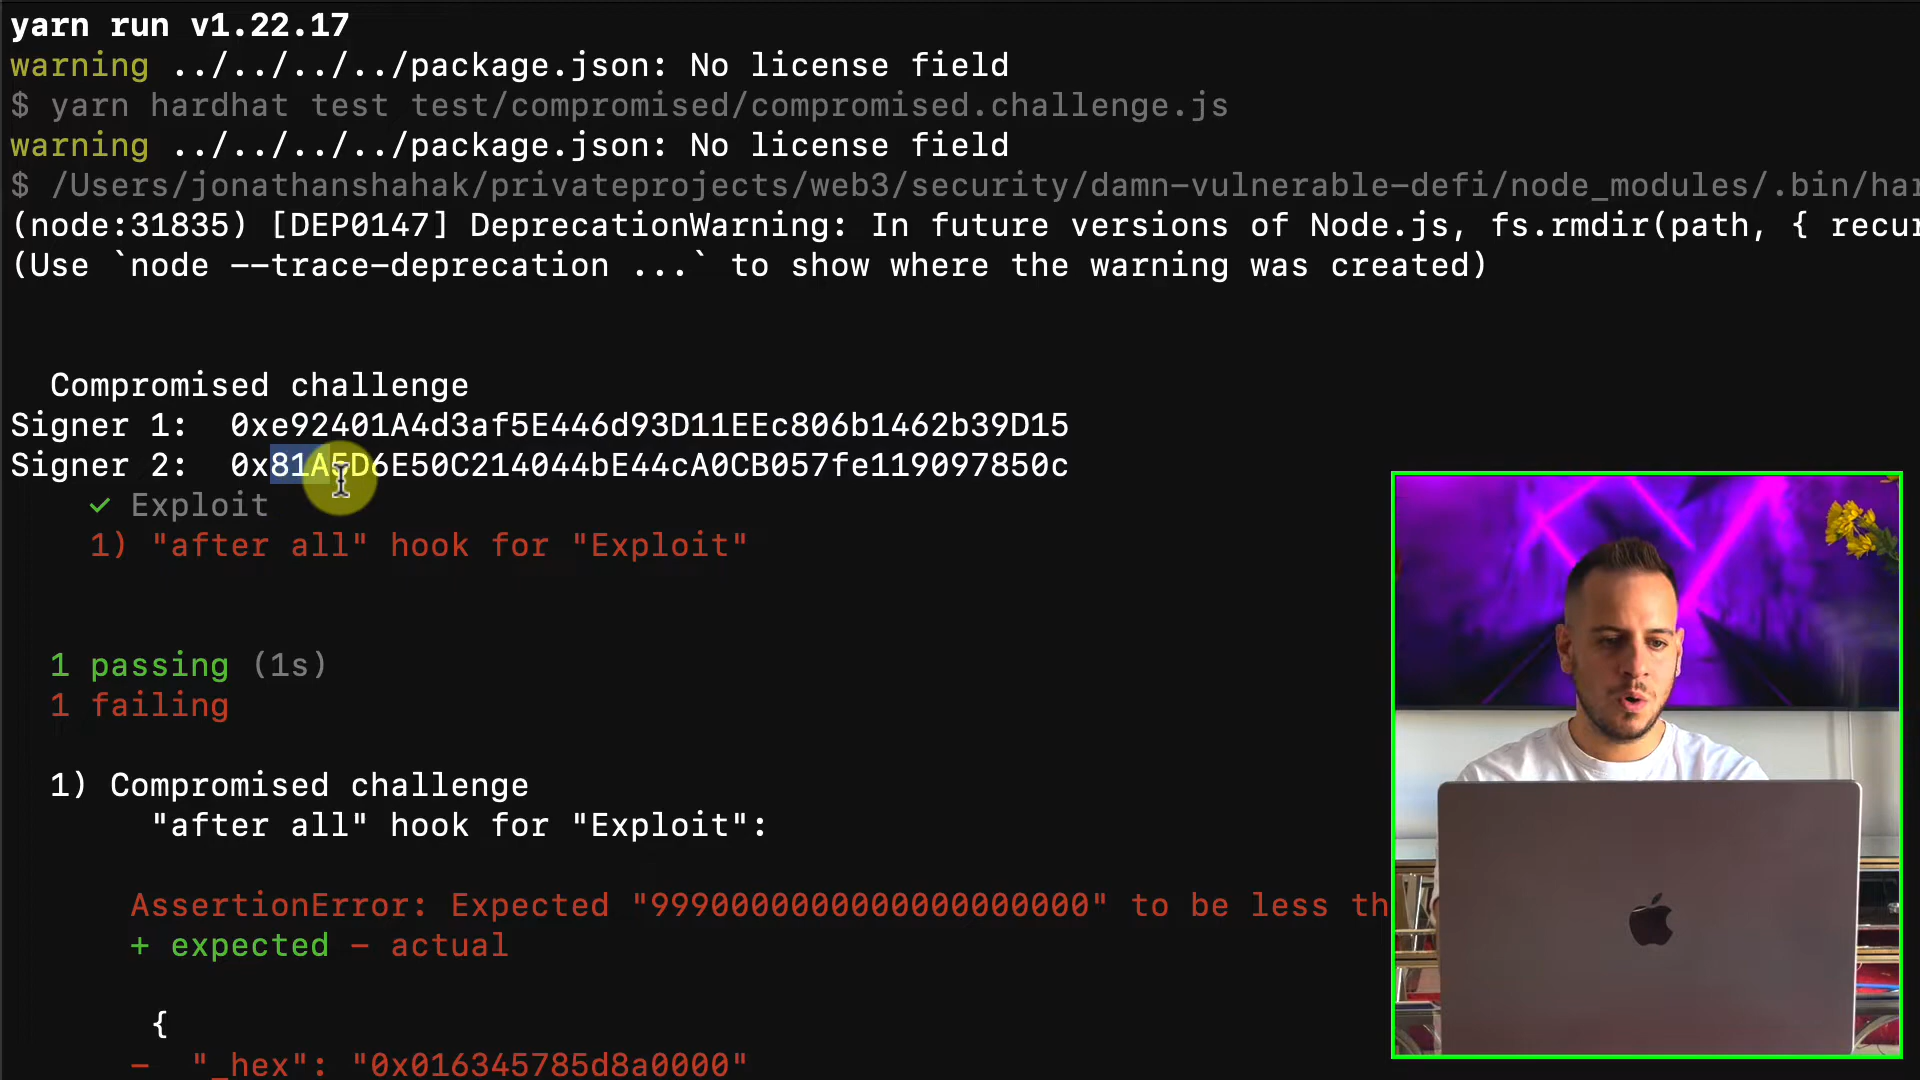 yarn run v1.22.17
warning ../../../../package.json: No license field
$ yarn hardhat test test/compromised/compromised.challenge.js
warning ../../../../package.json: No license field
$ /Users/jonathanshahak/privateprojects/web3/security/damn-vulnerable-defi/node_modules/.bin/har
(node:31835) [DEP0147] DeprecationWarning: In future versions of Node.js, fs.rmdir(path, { recur
(Use `node --trace-deprecation ...` to show where the warning was created)
Compromised challenge
Signer 1:  0xe92401A4d3af5E446d93D11EEc806b1462b39D15
Signer 2:  0x81A5D6E50C214044bE44cA0CB057fe119097850c
✓ Exploit
1) "after all" hook for "Exploit"
1 passing (1s)
1 failing
1) Compromised challenge
"after all" hook for "Exploit":
AssertionError: Expected "9990000000000000000000" to be less th
+ expected - actual
{
-  "_hex": "0x016345785d8a0000"